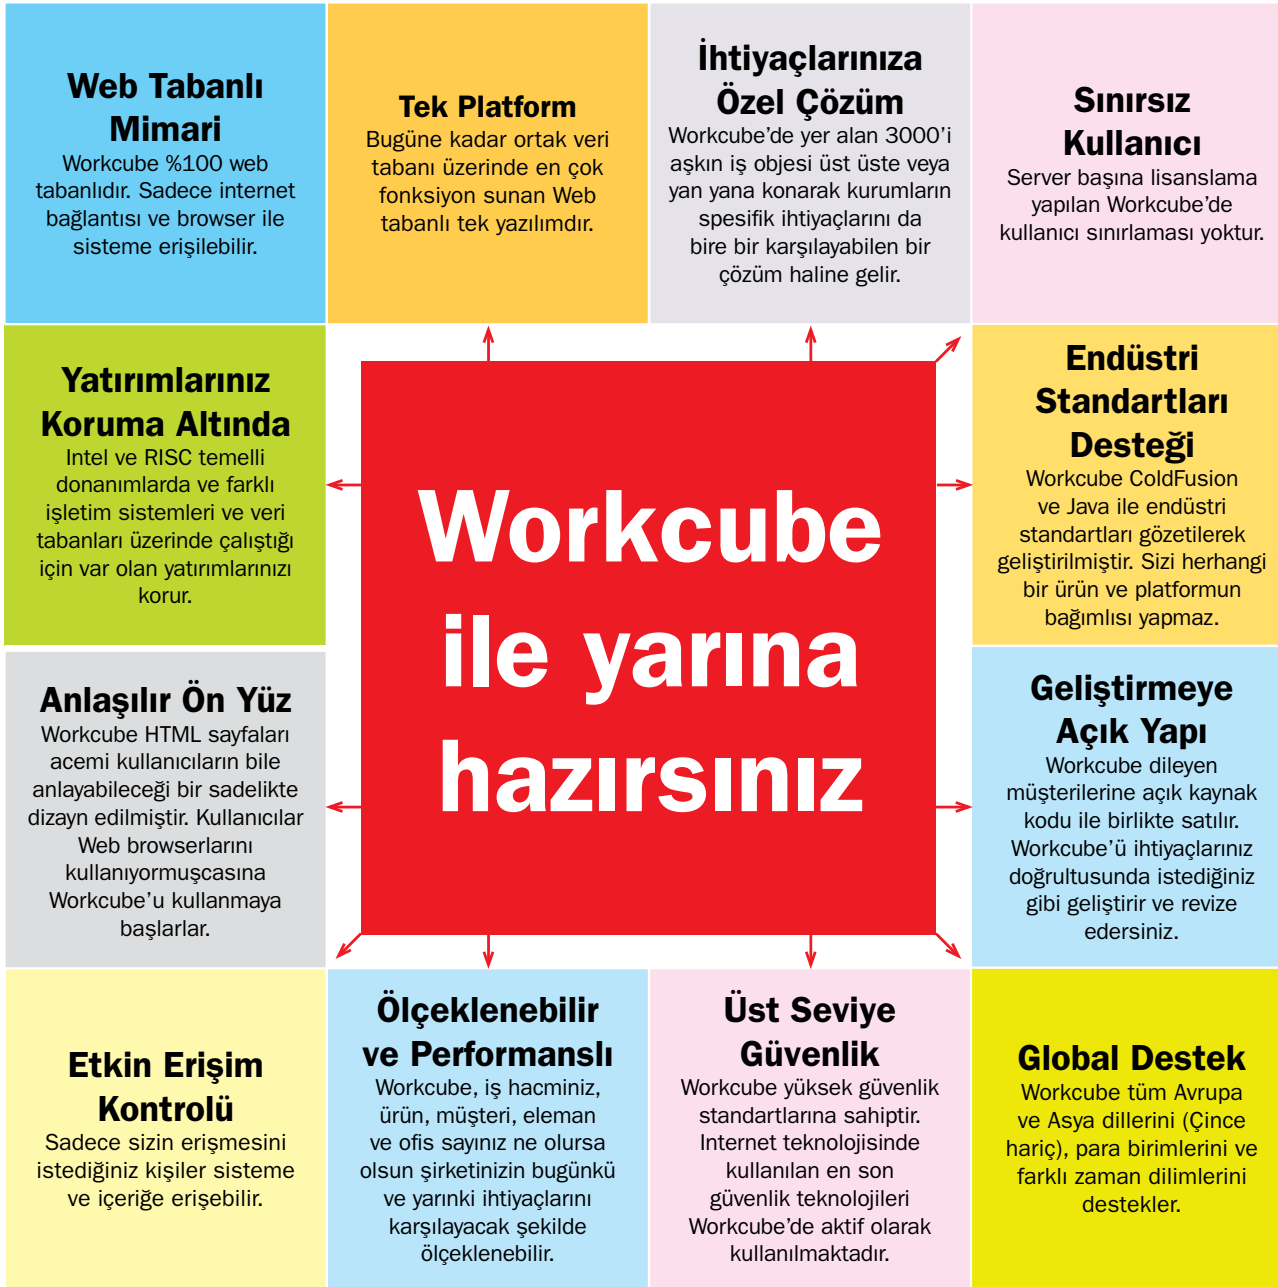 Web Tabanlı
Mimari
Workcube %100 web
tabanlıdır. Sadece internet
bağlantısı ve browser ile
sisteme erişilebilir.
Tek Platform
Bugüne kadar ortak veri
tabanı üzerinde en çok
fonksiyon sunan Web
tabanlı tek yazılımdır.
İhtiyaçlarınıza
Özel Çözüm
Workcube’de yer alan 3000’i
aşkın iş objesi üst üste veya
yan yana konarak kurumların
spesifik ihtiyaçlarını da
bire bir karşılayabilen bir
çözüm haline gelir.
Sınırsız
Kullanıcı
Server başına lisanslama
yapılan Workcube’de
kullanıcı sınırlaması yoktur.
Yatırımlarınız
Koruma Altında
Intel ve RISC temelli
donanımlarda ve farklı
işletim sistemleri ve veri
tabanları üzerinde çalıştığı
için var olan yatırımlarınızı
korur.
Workcube
ile yarına
hazırsınız
Endüstri
Standartları
Desteği
Workcube ColdFusion
ve Java ile endüstri
standartları gözetilerek
geliştirilmiştir. Sizi herhangi
bir ürün ve platformun
bağımlısı yapmaz.
Anlaşılır Ön Yüz
Workcube HTML sayfaları
acemi kullanıcıların bile
anlayabileceği bir sadelikte
dizayn edilmiştir. Kullanıcılar
Web browserlarını
kullanıyormuşcasına
Workcube’u kullanmaya
başlarlar.
Geliştirmeye
Açık Yapı
Workcube dileyen
müşterilerine açık kaynak
kodu ile birlikte satılır.
Workcube’ü ihtiyaçlarınız
doğrultusunda istediğiniz
gibi geliştirir ve revize
edersiniz.
Etkin Erişim
Kontrolü
Sadece sizin erişmesini
istediğiniz kişiler sisteme
ve içeriğe erişebilir.
Ölçeklenebilir
ve Performanslı
Workcube, iş hacminiz,
ürün, müşteri, eleman
ve ofis sayınız ne olursa
olsun şirketinizin bugünkü
ve yarınki ihtiyaçlarını
karşılayacak şekilde
ölçeklenebilir.
Üst Seviye
Güvenlik
Workcube yüksek güvenlik
standartlarına sahiptir.
Internet teknolojisinde
kullanılan en son
güvenlik teknolojileri
Workcube’de aktif olarak
kullanılmaktadır.
Global Destek
Workcube tüm Avrupa
ve Asya dillerini (Çince
hariç), para birimlerini ve
farklı zaman dilimlerini
destekler.